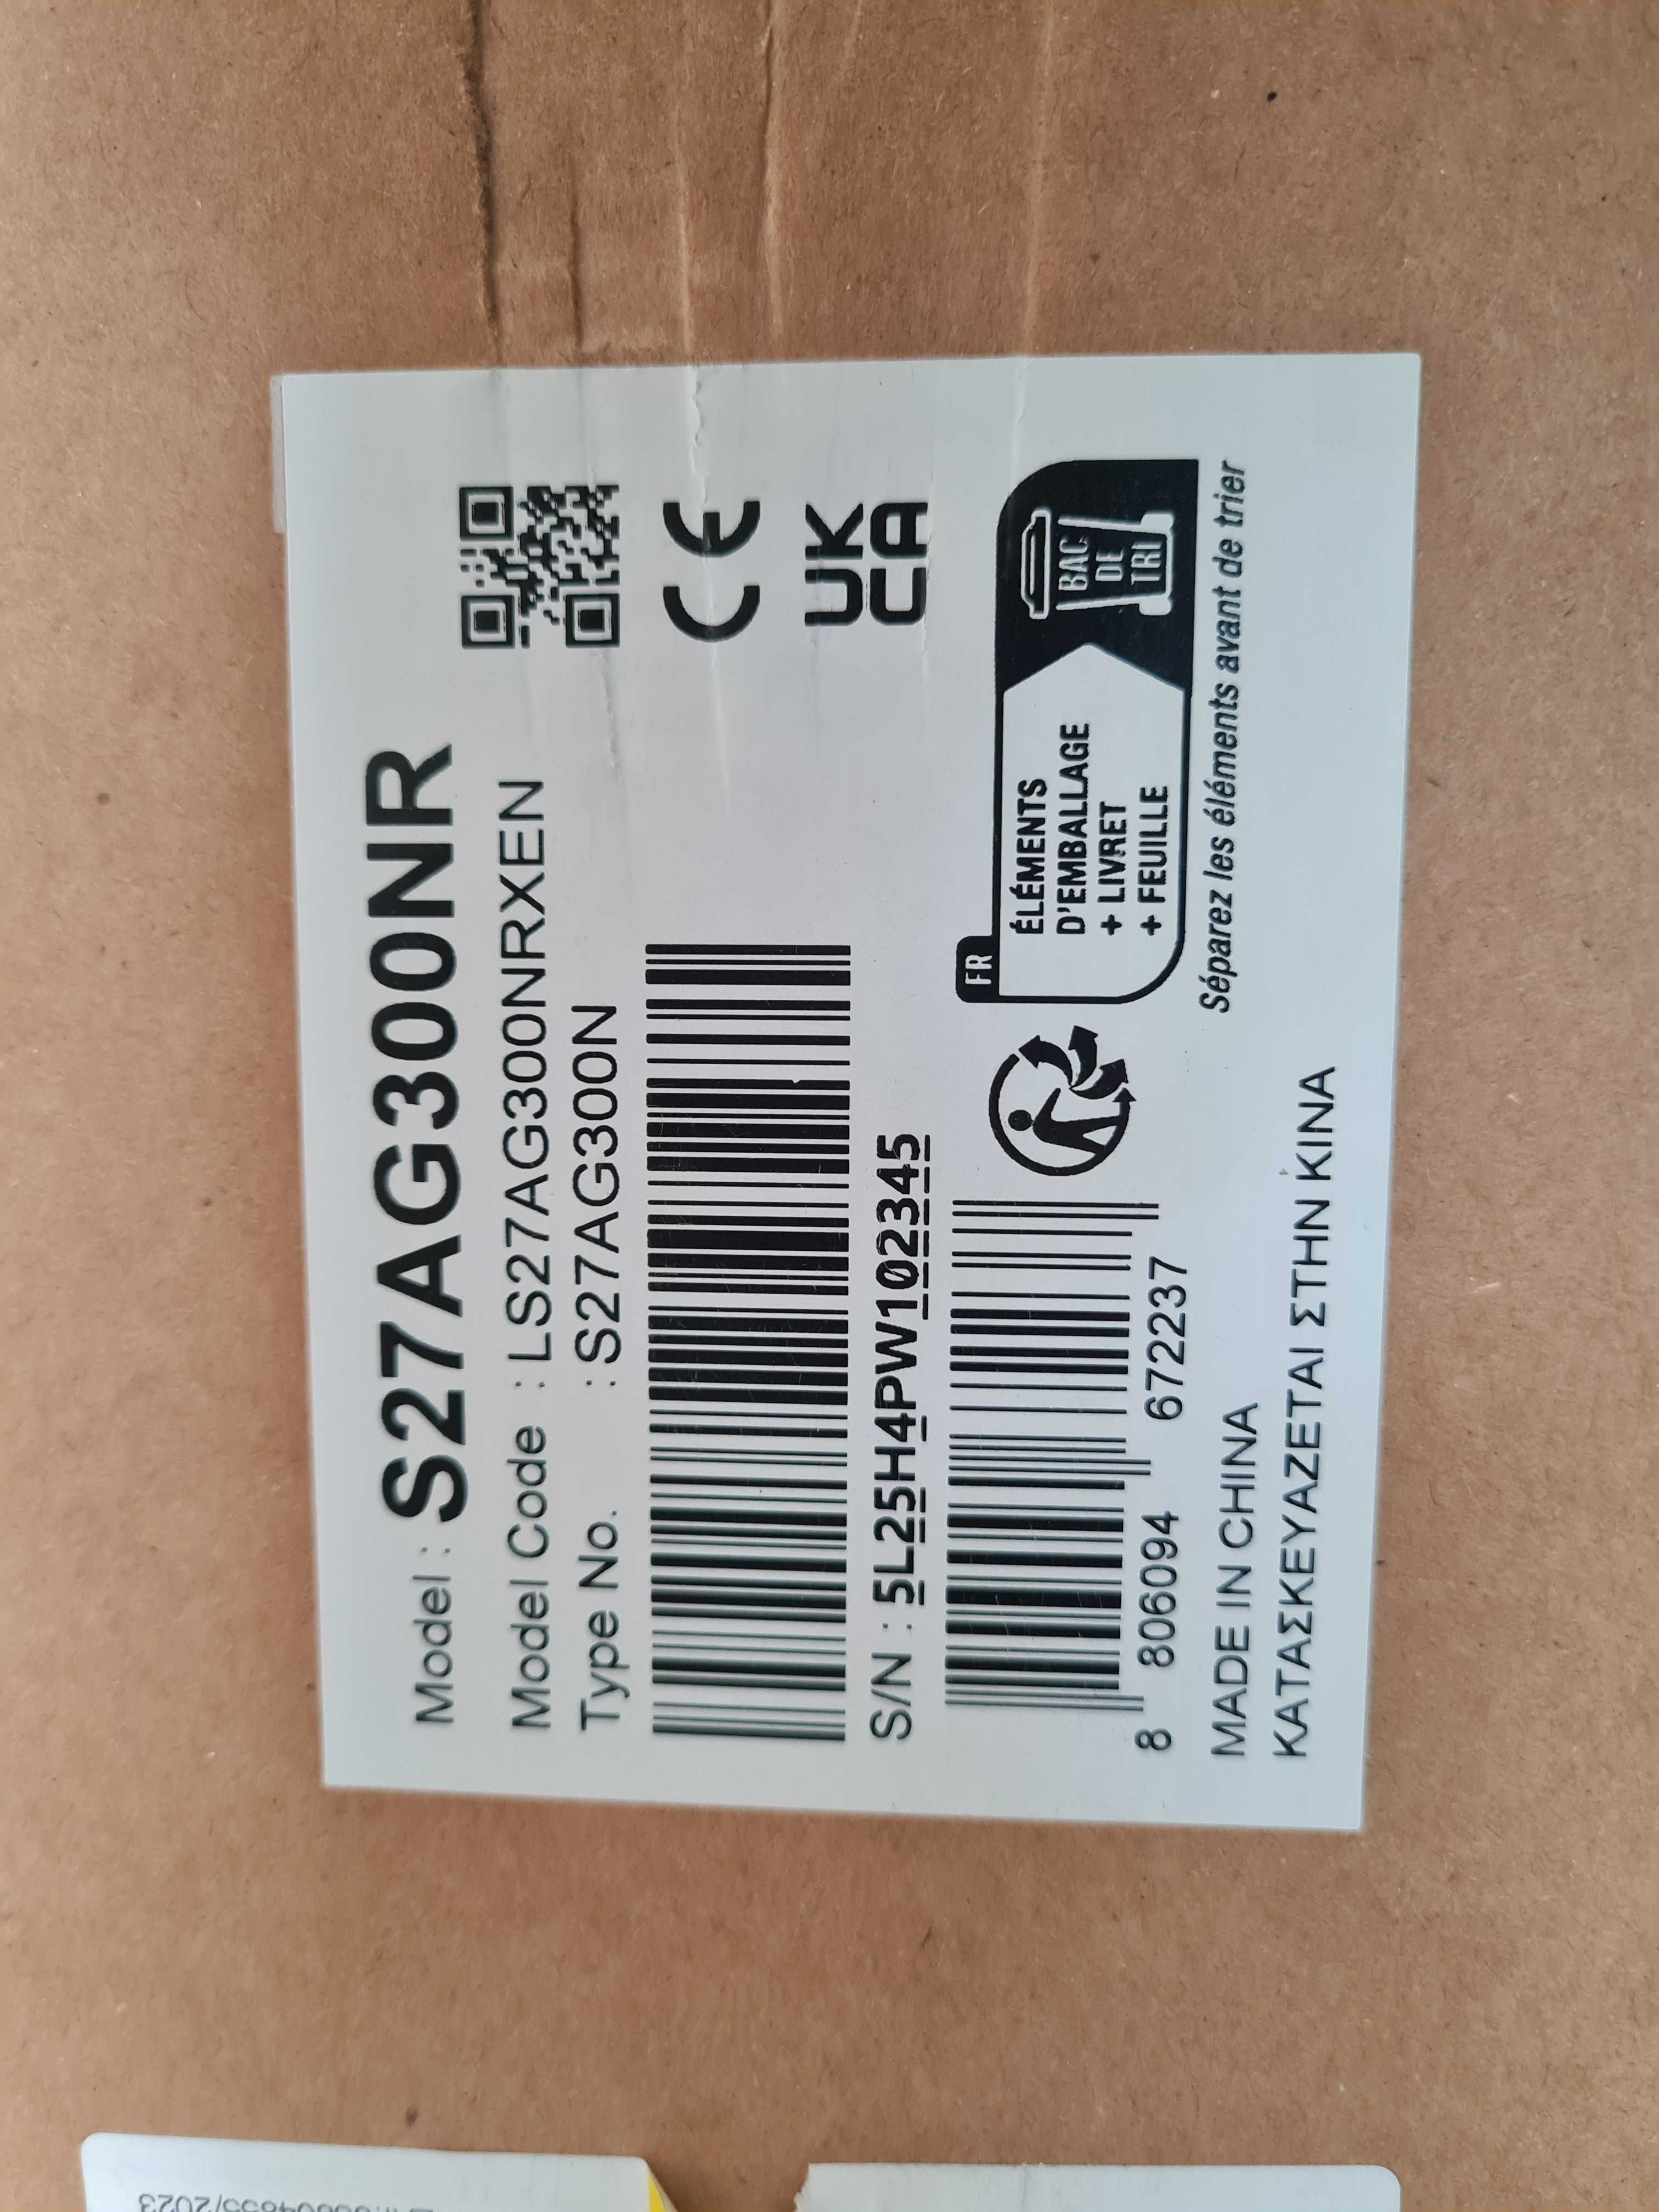 Model : S27AG300NR
Model Code : LS27AG300NRXEN
Type No. : S27AG300N
CE
UK
CA
S/N : 5L25H4PW102345
8 806094 672237
FR
ÉLÉMENTS
D'EMBALLAGE
+ LIVRET
+ FEUILLE
BAC
DE
TRI
Séparez les éléments avant de trier
MADE IN CHINA
ΚΑΤΑΣΚΕΥΑΖΕΤΑΙ ΣΤΗΝ ΚΙΝΑ